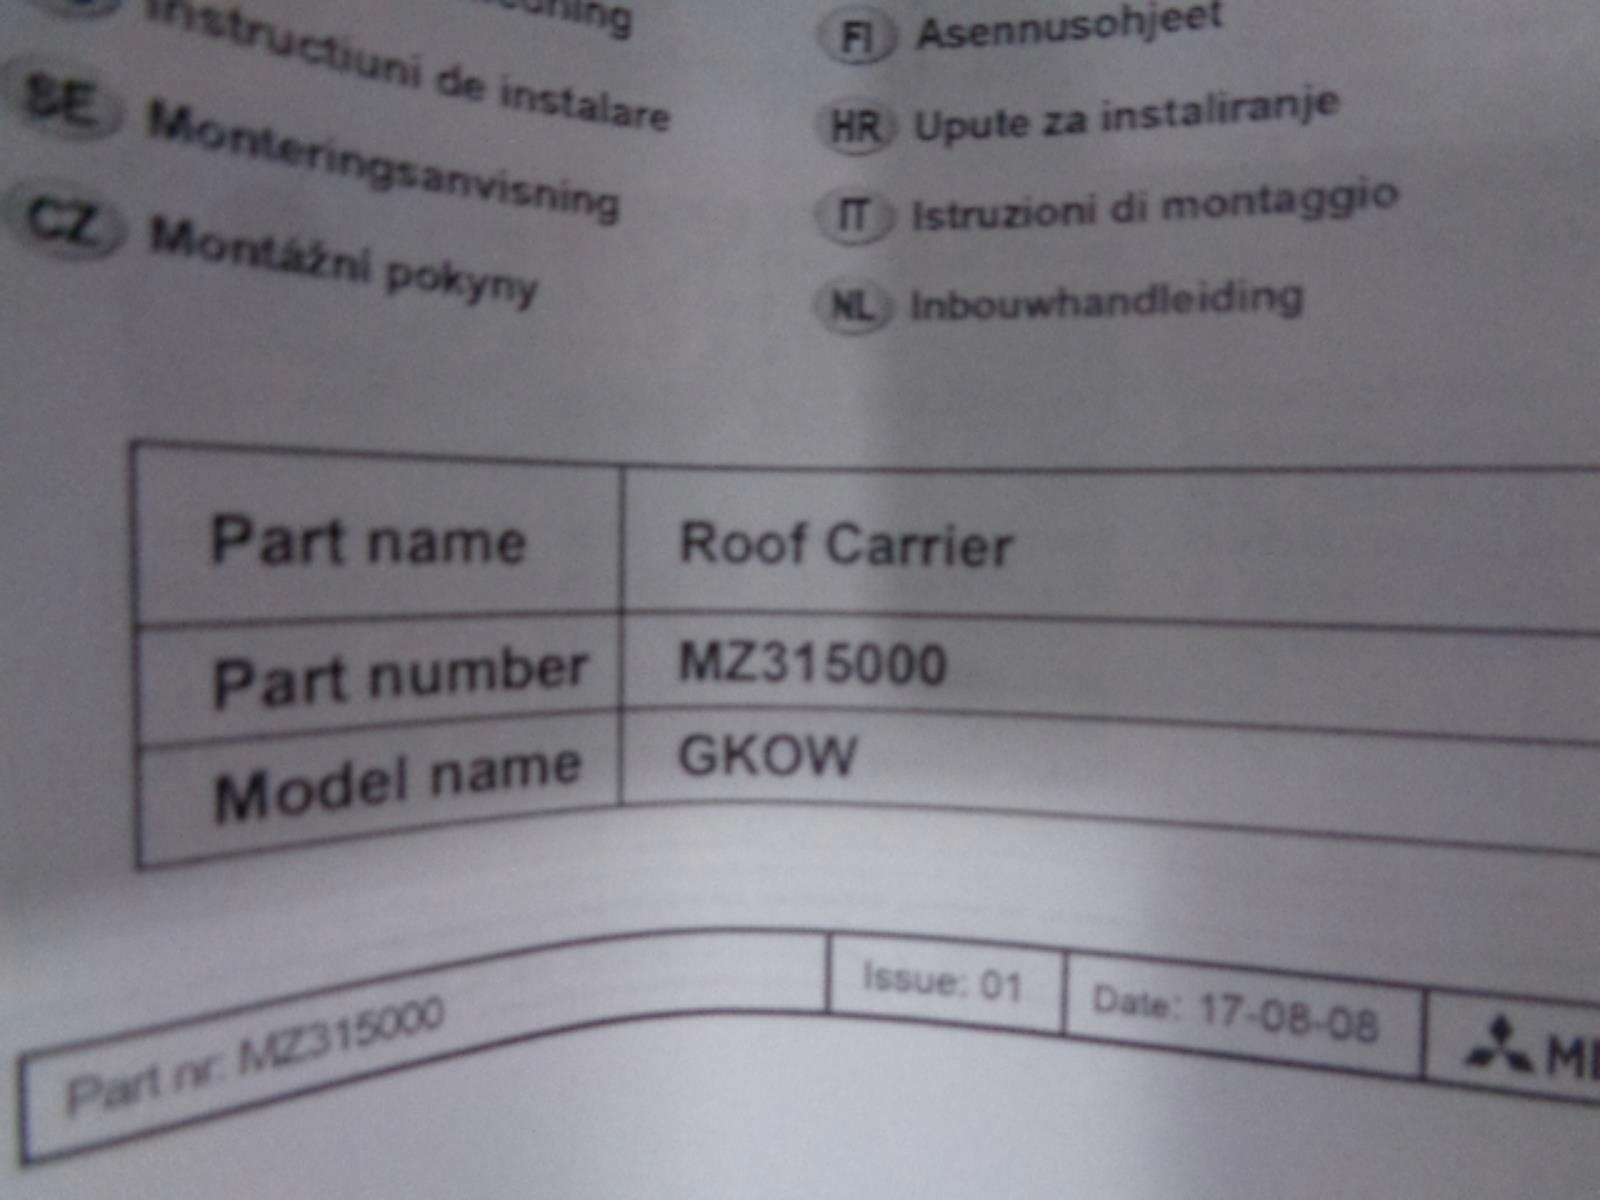 Instructiuni de instalare
SE Monteringsanvisning
CZ Montážní pokyny
FI Asennusohjeet
HR Upute za instaliranje
IT Istruzioni di montaggio
NL Inbouwhandleiding
Part name Roof Carrier
Part number MZ315000
Model name GKOW
Part nr: MZ315000 Issue: 01 Date: 17-08-08